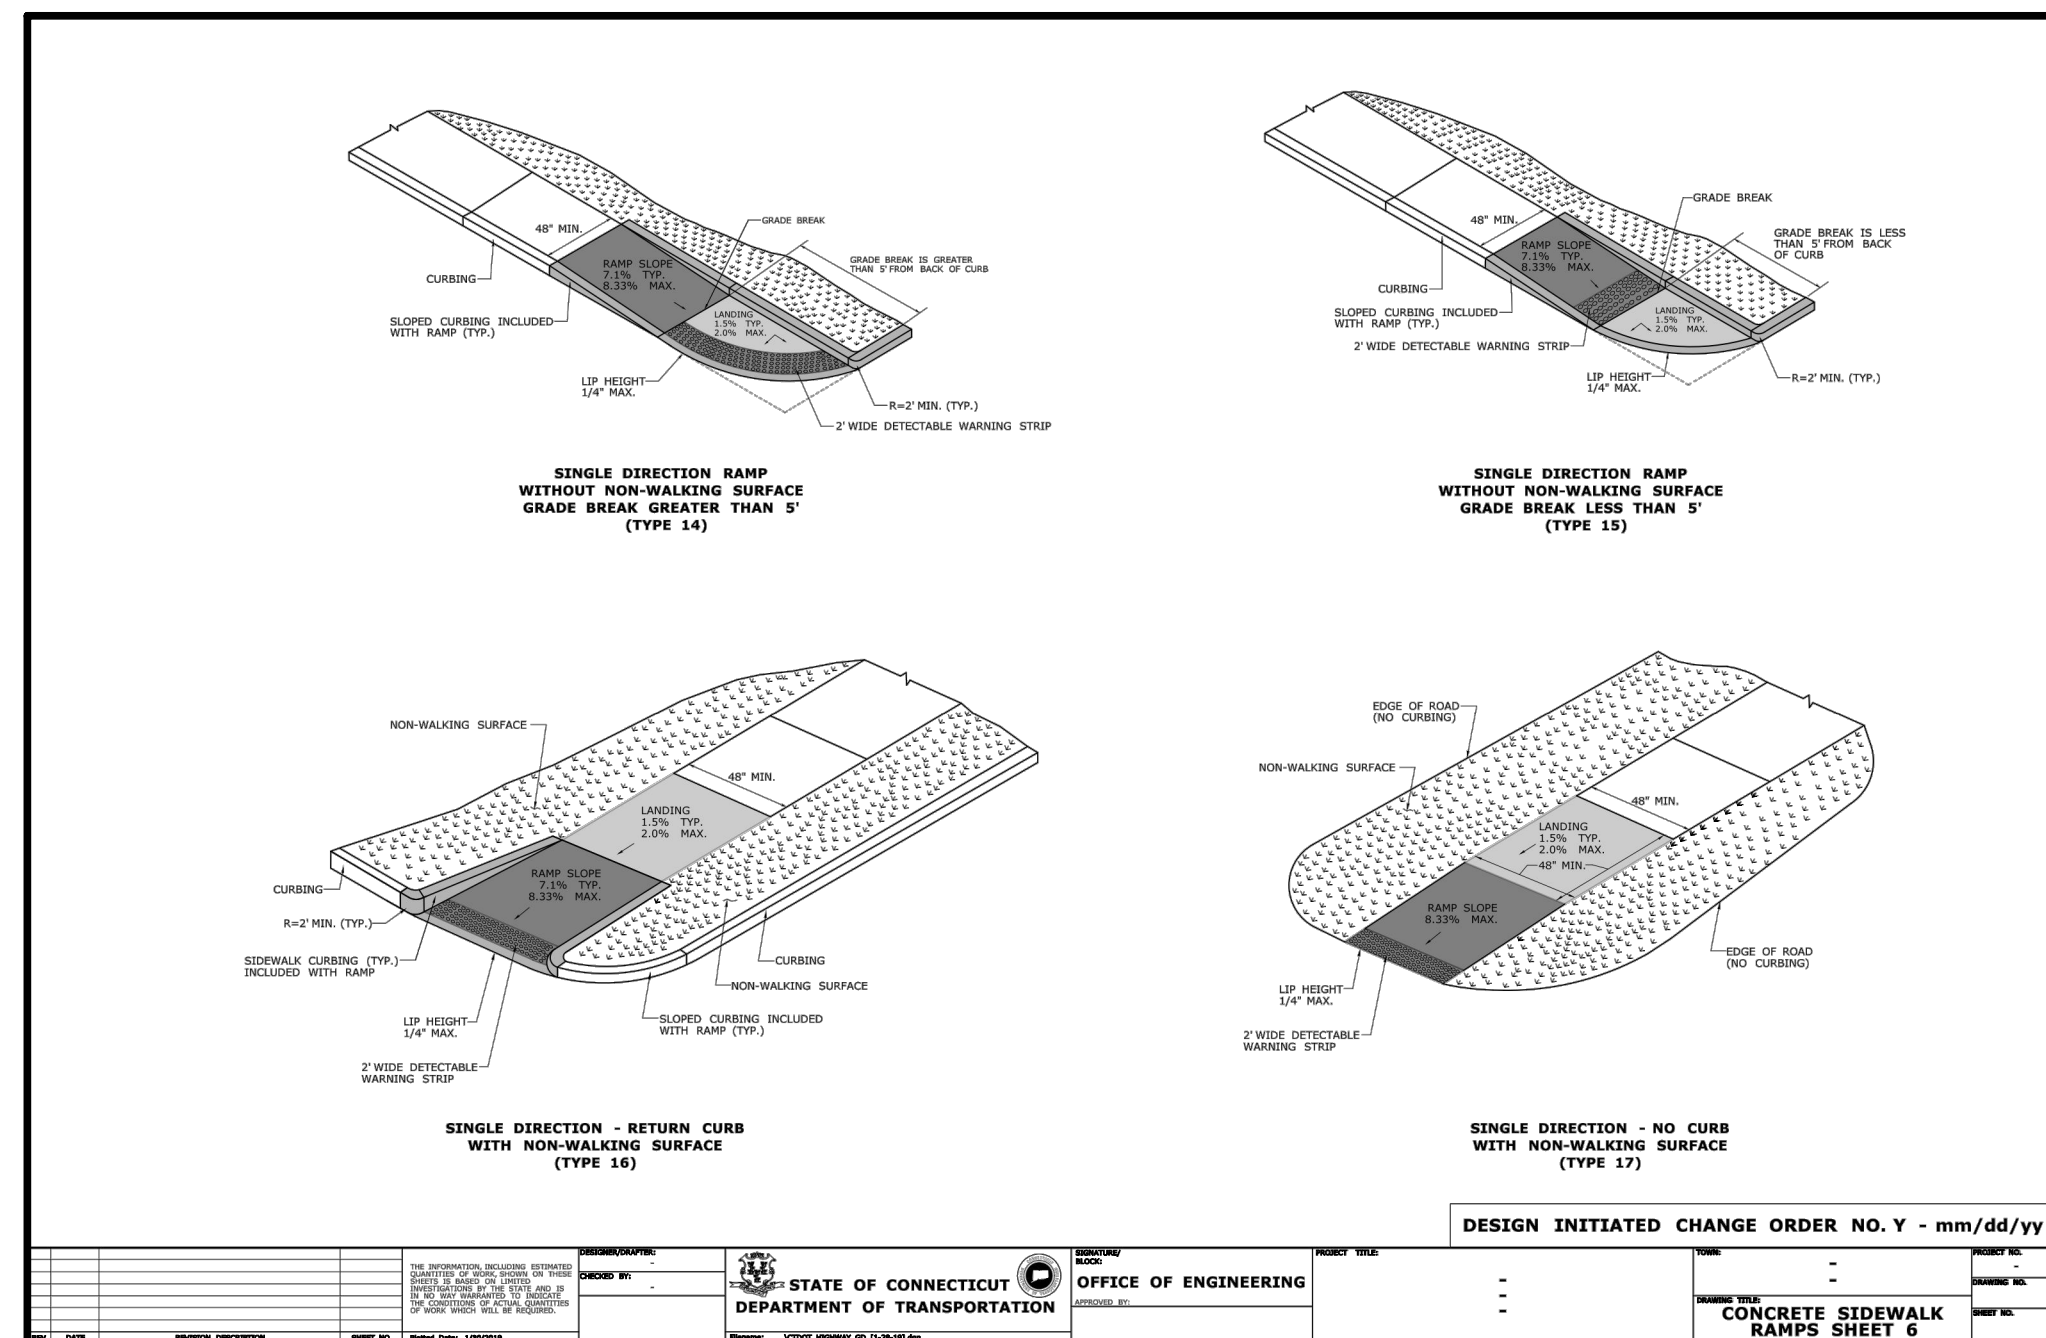 GRADE BREAK
48" MIN.
RAMP SLOPE
7.1% TYP.
8.33% MAX.
GRADE BREAK IS GREATER
THAN 5' FROM BACK OF CURB
CURBING
LANDING
1.5% TYP.
2.0% MAX.
SLOPED CURBING INCLUDED
WITH RAMP (TYP.)
LIP HEIGHT
1/4" MAX.
R=2' MIN. (TYP.)
2' WIDE DETECTABLE WARNING STRIP
SINGLE DIRECTION RAMP
WITHOUT NON-WALKING SURFACE
GRADE BREAK GREATER THAN 5'
(TYPE 14)
GRADE BREAK
48" MIN.
GRADE BREAK IS LESS
THAN 5' FROM BACK
OF CURB
RAMP SLOPE
7.1% TYP.
8.33% MAX.
CURBING
SLOPED CURBING INCLUDED
WITH RAMP (TYP.)
LANDING
1.5% TYP.
2.0% MAX.
2' WIDE DETECTABLE WARNING STRIP
LIP HEIGHT
1/4" MAX.
R=2' MIN. (TYP.)
SINGLE DIRECTION RAMP
WITHOUT NON-WALKING SURFACE
GRADE BREAK LESS THAN 5'
(TYPE 15)
NON-WALKING SURFACE
48" MIN.
LANDING
1.5% TYP.
2.0% MAX.
RAMP SLOPE
7.1% TYP.
8.33% MAX.
CURBING
R=2' MIN. (TYP.)
SIDEWALK CURBING (TYP.)
INCLUDED WITH RAMP
CURBING
NON-WALKING SURFACE
LIP HEIGHT
1/4" MAX.
SLOPED CURBING INCLUDED
WITH RAMP (TYP.)
2' WIDE DETECTABLE
WARNING STRIP
SINGLE DIRECTION - RETURN CURB
WITH NON-WALKING SURFACE
(TYPE 16)
EDGE OF ROAD
(NO CURBING)
NON-WALKING SURFACE
48" MIN.
LANDING
1.5% TYP.
2.0% MAX.
48" MIN.
RAMP SLOPE
8.33% MAX.
EDGE OF ROAD
(NO CURBING)
LIP HEIGHT
1/4" MAX.
2' WIDE DETECTABLE
WARNING STRIP
SINGLE DIRECTION - NO CURB
WITH NON-WALKING SURFACE
(TYPE 17)
DESIGN INITIATED CHANGE ORDER NO. Y - mm/dd/yy
REV. DATE REVISION DESCRIPTION SHEET NO.
THE INFORMATION, INCLUDING ESTIMATED
QUANTITIES OF WORK, SHOWN ON THESE
SHEETS IS BASED ON LIMITED
INVESTIGATIONS BY THE STATE AND IS
IN NO WAY WARRANTED TO INDICATE
THE CONDITIONS OF ACTUAL QUANTITIES
OF WORK WHICH WILL BE REQUIRED.
Plotted Date: 1/30/2019
DESIGNER/DRAFTER:
-
CHECKED BY:
-
STATE OF CONNECTICUT
DEPARTMENT OF TRANSPORTATION
SIGNATURE/
BLOCK:
OFFICE OF ENGINEERING
APPROVED BY:
PROJECT TITLE:
-
-
-
TOWN:
-
-
DRAWING TITLE:
CONCRETE SIDEWALK
RAMPS SHEET 6
PROJECT NO.
-
DRAWING NO.
SHEET NO.